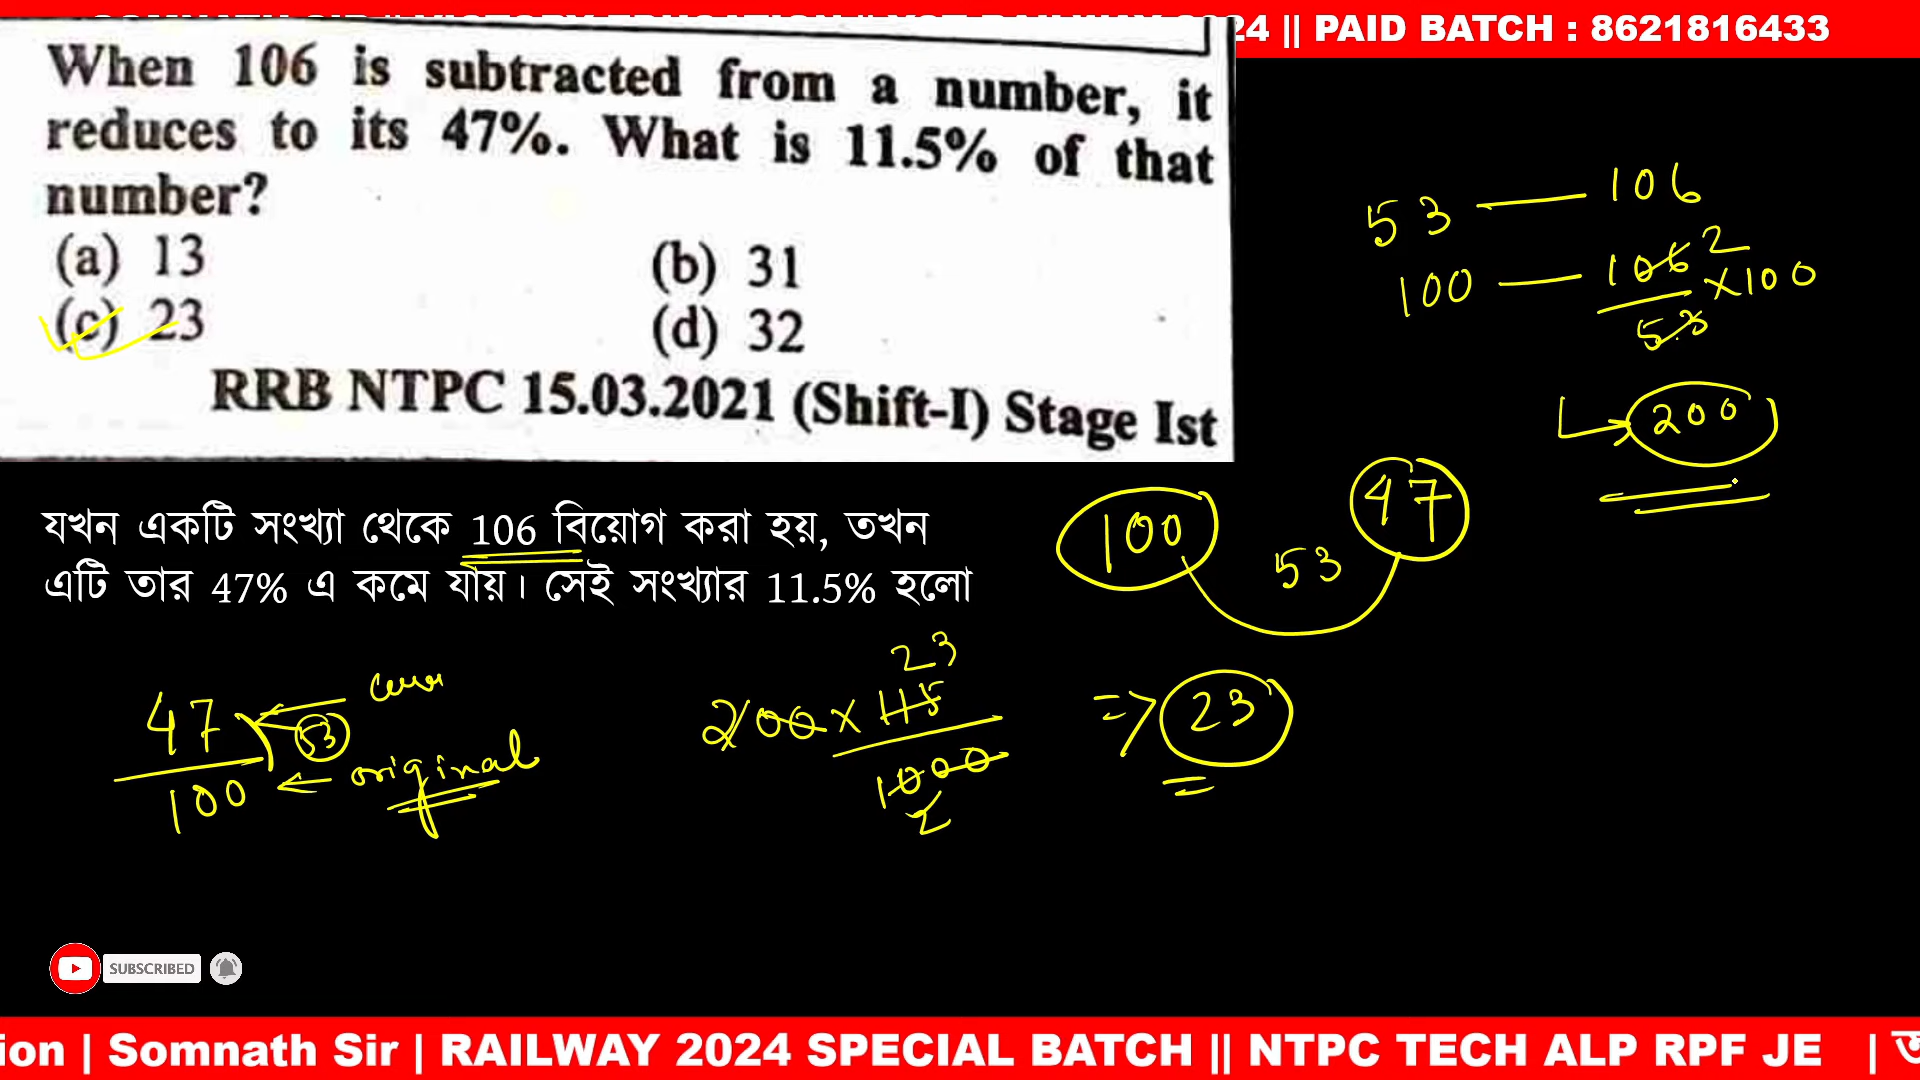 24 || PAID BATCH : 8621816433
When 106 is subtracted from a number, it
reduces to its 47%. What is 11.5% of that
number?
(a) 13 (b) 31
(c) 23 (d) 32
RRB NTPC 15.03.2021 (Shift-I) Stage Ist
53 — 106
100 — 106 2 × 100
53
200
যখন একটি সংখ্যা থেকে 106 বিয়োগ করা হয়, তখন
এটি তার 47% এ কমে যায়। সেই সংখ্যার 11.5% হলো
100 53 47
47 53
100 ← original
23
200 × 115
1000
2
=> 23
SUBSCRIBED
ion | Somnath Sir | RAILWAY 2024 SPECIAL BATCH || NTPC TECH ALP RPF JE |